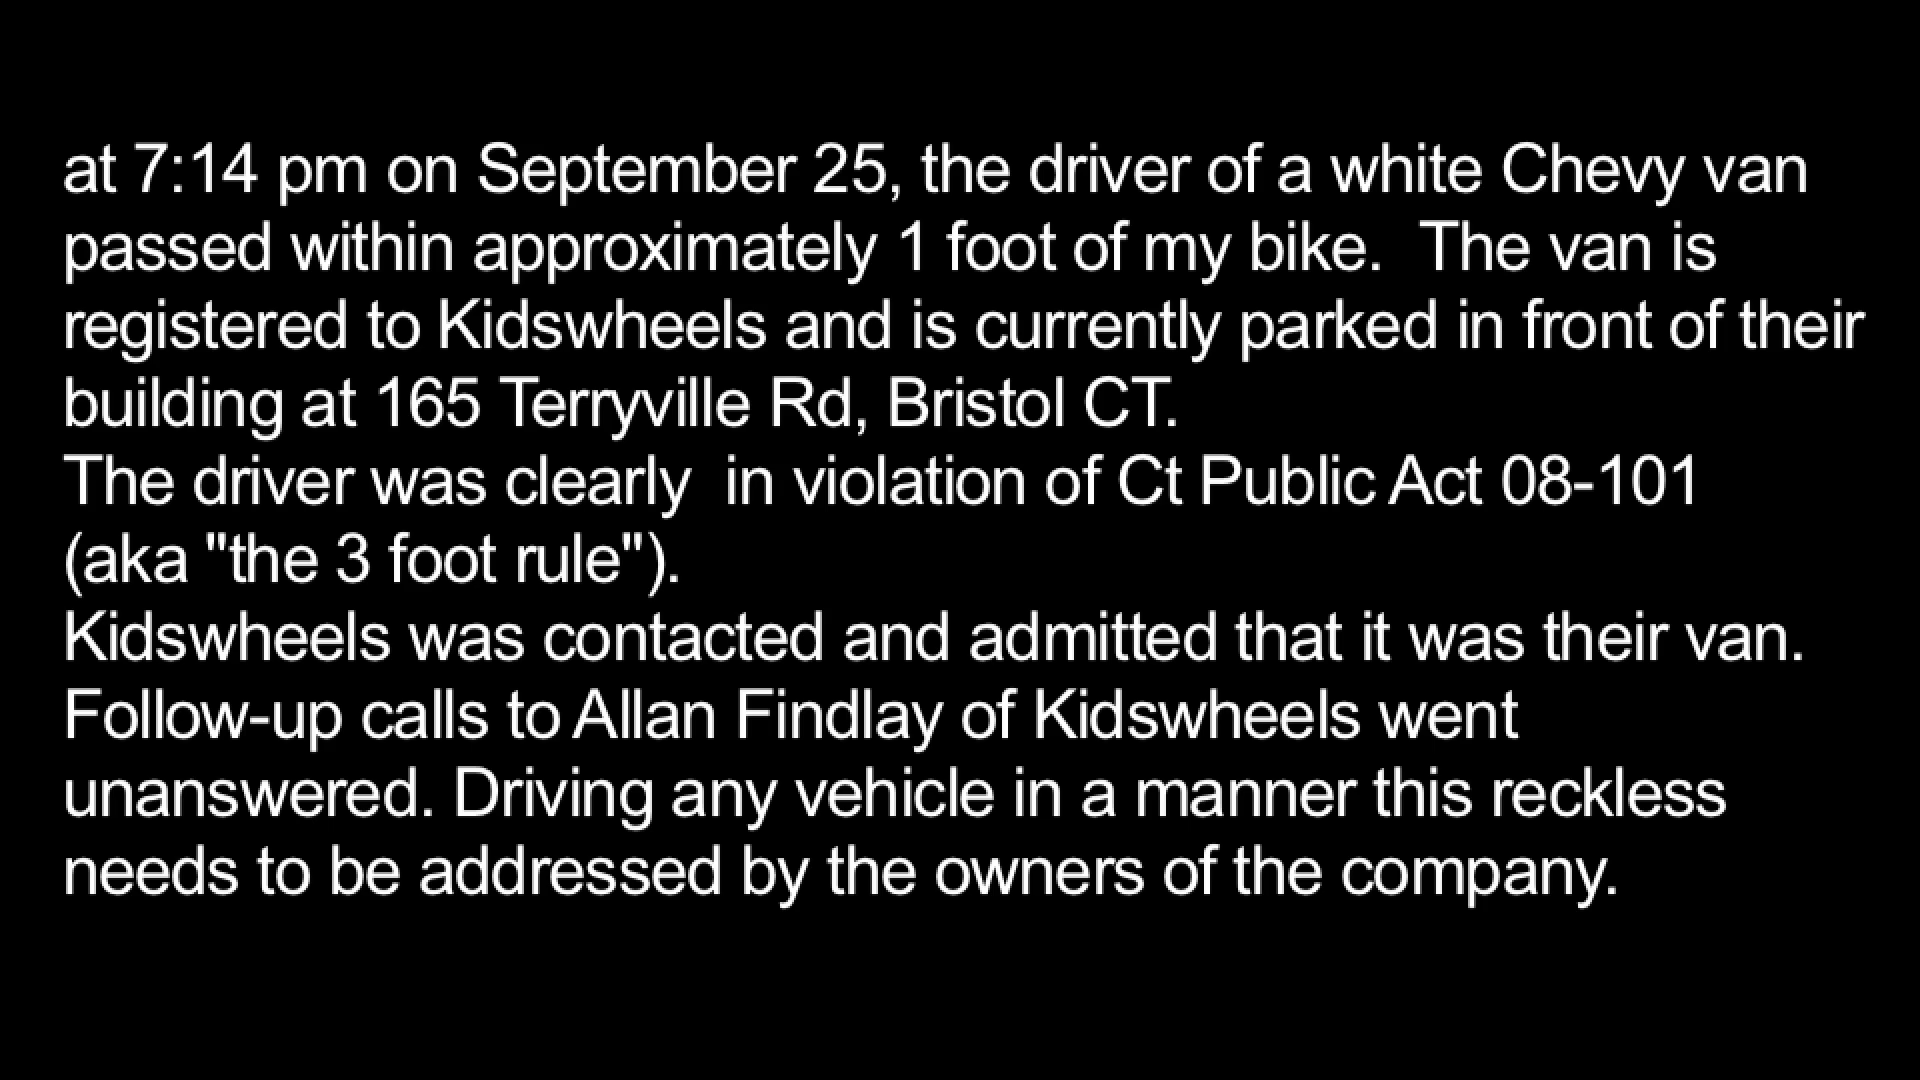 at 7:14 pm on September 25, the driver of a white Chevy van
passed within approximately 1 foot of my bike.  The van is
registered to Kidswheels and is currently parked in front of their
building at 165 Terryville Rd, Bristol CT.
The driver was clearly  in violation of Ct Public Act 08-101
(aka "the 3 foot rule").
Kidswheels was contacted and admitted that it was their van.
Follow-up calls to Allan Findlay of Kidswheels went
unanswered. Driving any vehicle in a manner this reckless
needs to be addressed by the owners of the company.